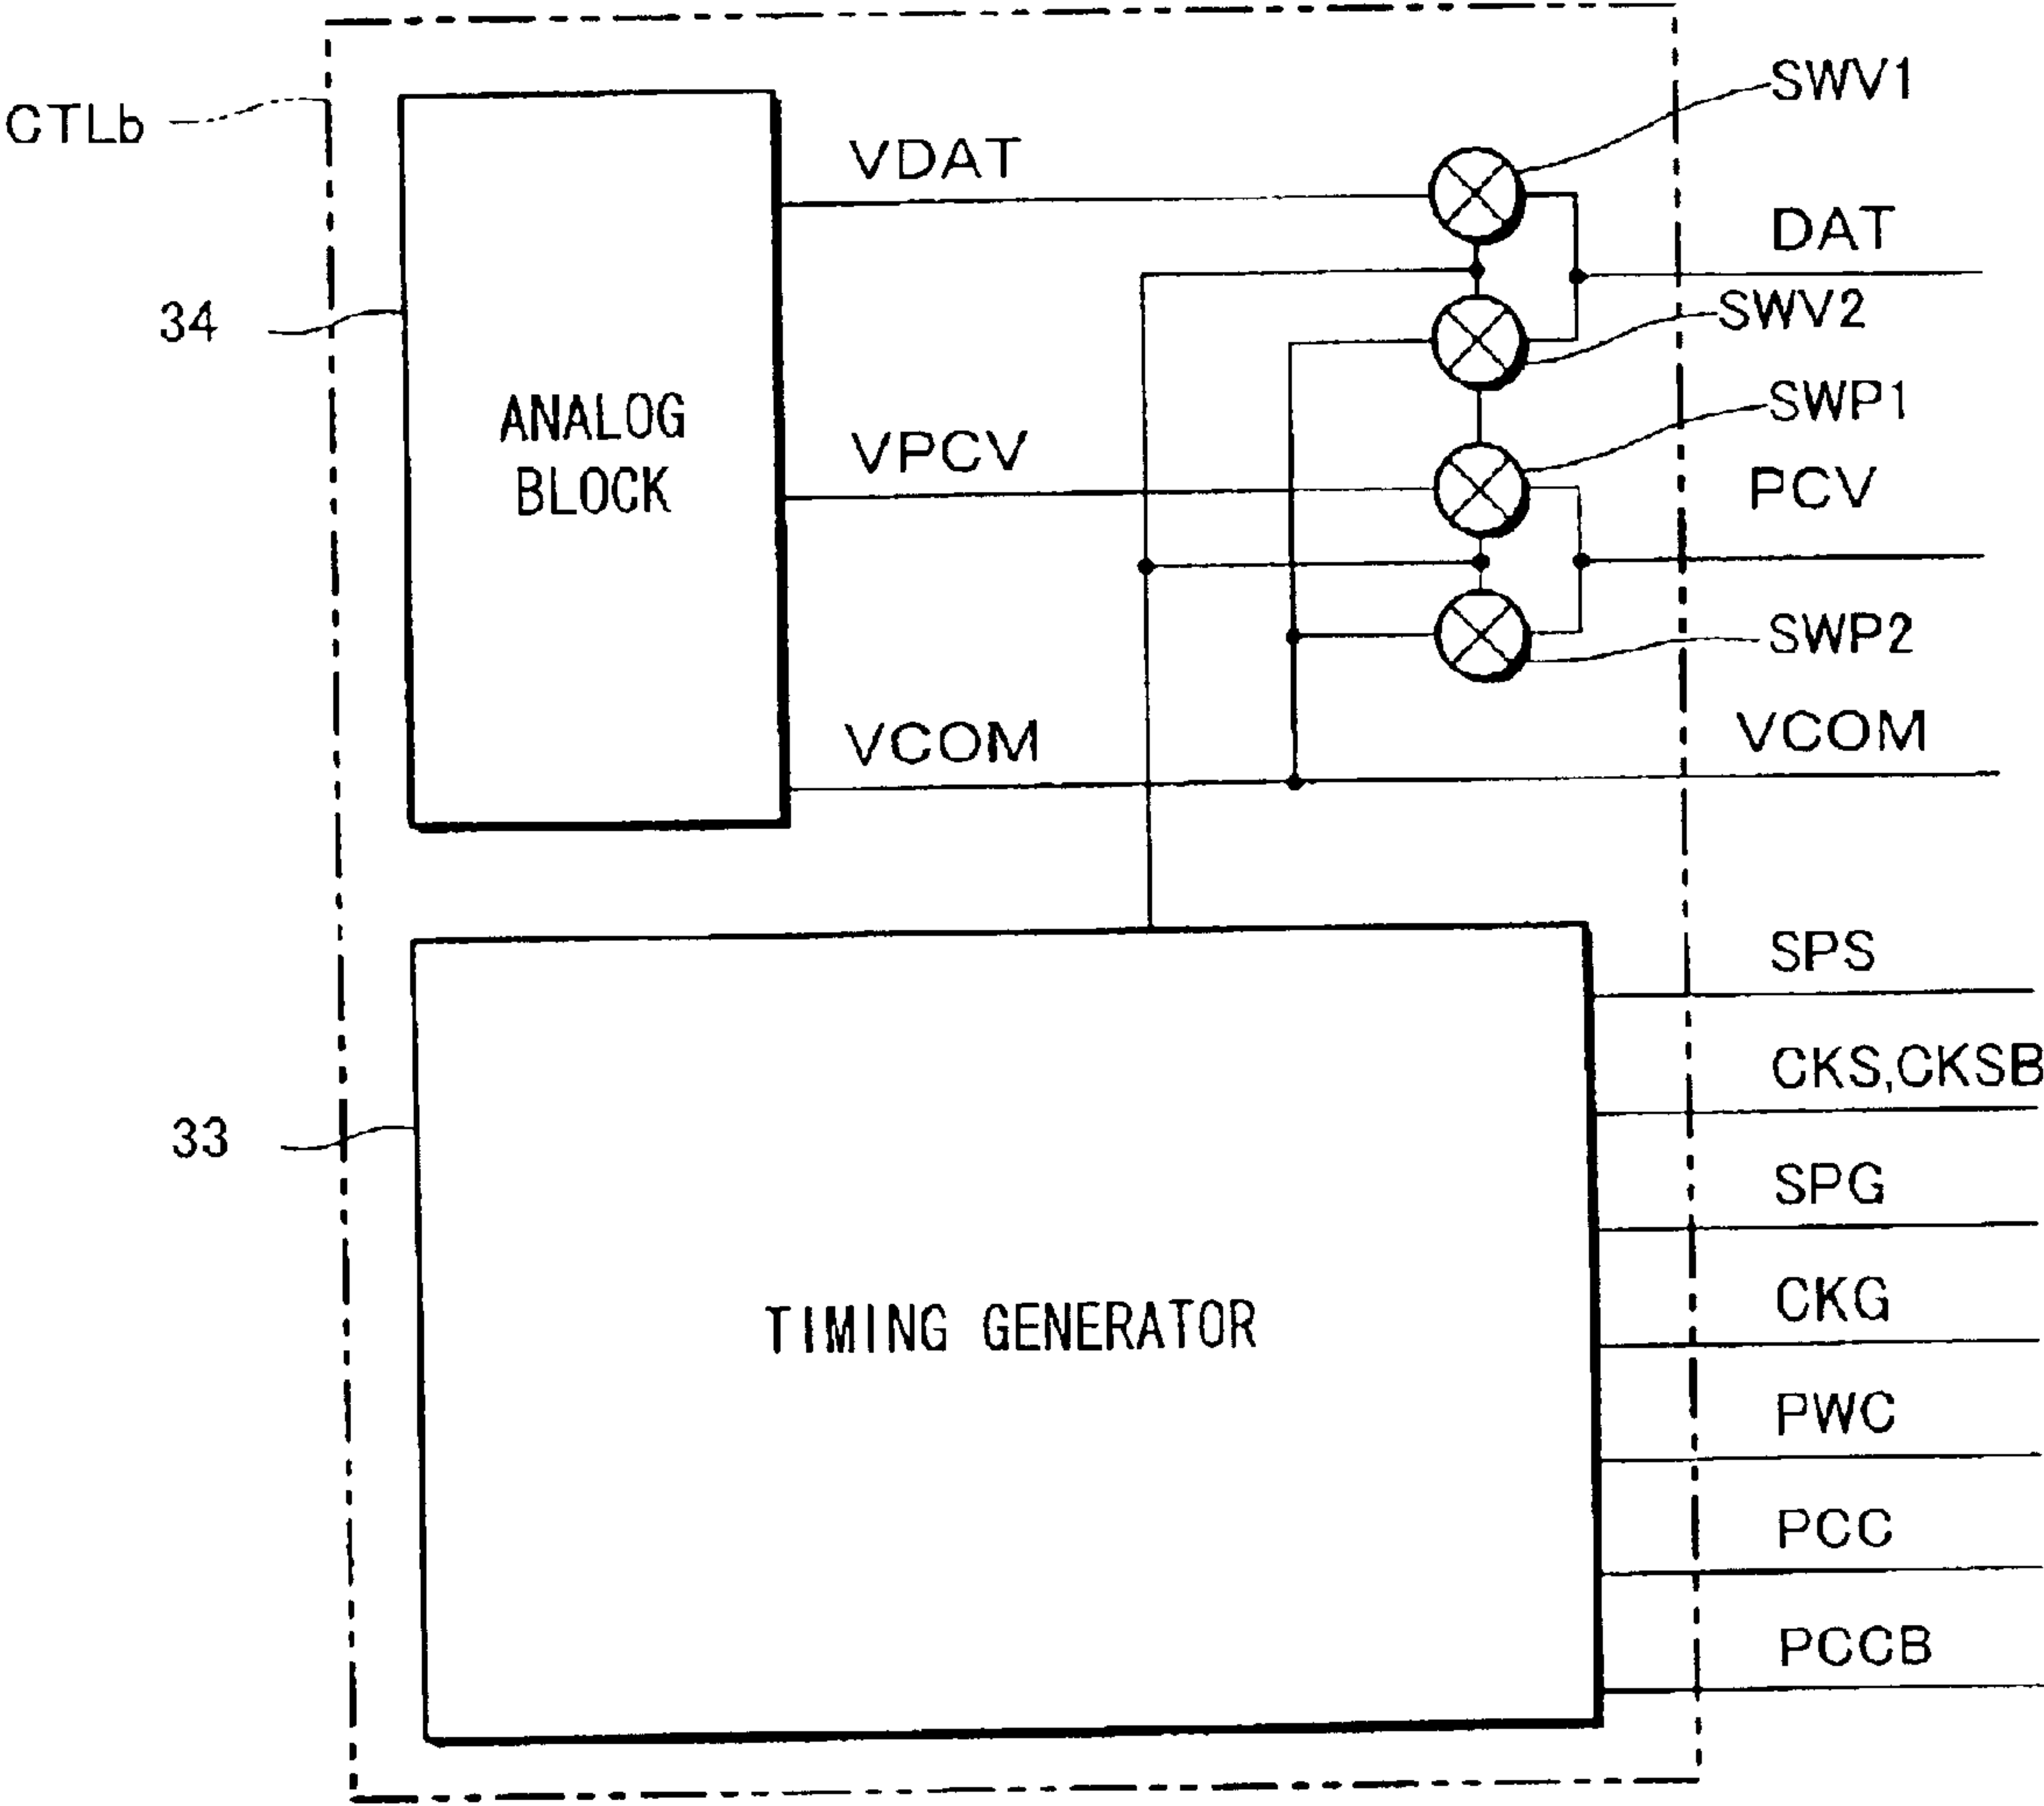 SWV1
CTLb
VDAT
DAT
34
SWV2
ANALOG
BLOCK
SWP1
VPCV
PCV
SWP2
VCOM
VCOM
SPS
CKS,CKSB
33
SPG
CKG
TIMING GENERATOR
PWC
PCC
PCCB